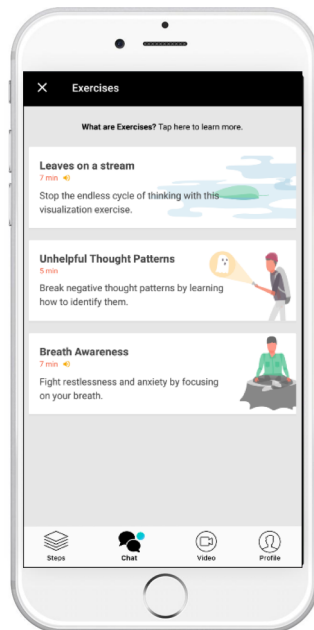 Exercises
What are Exercises? Tap here to learn more.
Leaves on a stream
7 min
Stop the endless cycle of thinking with this
visualization exercise.
Unhelpful Thought Patterns
5 min
Break negative thought patterns by learning
how to identify them.
Breath Awareness
7 min
Fight restlessness and anxiety by focusing
on your breath.
Steps Chat Video Profile